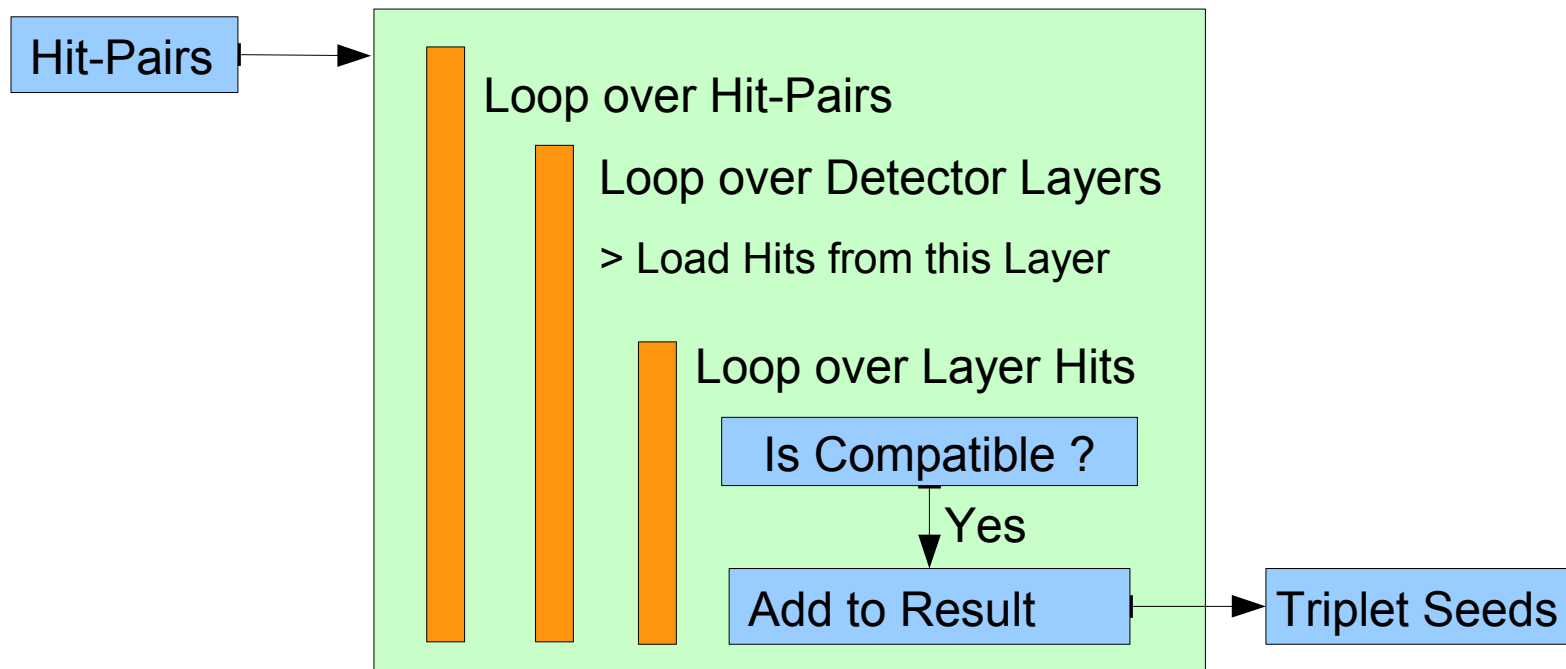 Hit-Pairs
Loop over Hit-Pairs
Loop over Detector Layers
> Load Hits from this Layer
Loop over Layer Hits
Is Compatible ?
Yes
Add to Result
Triplet Seeds